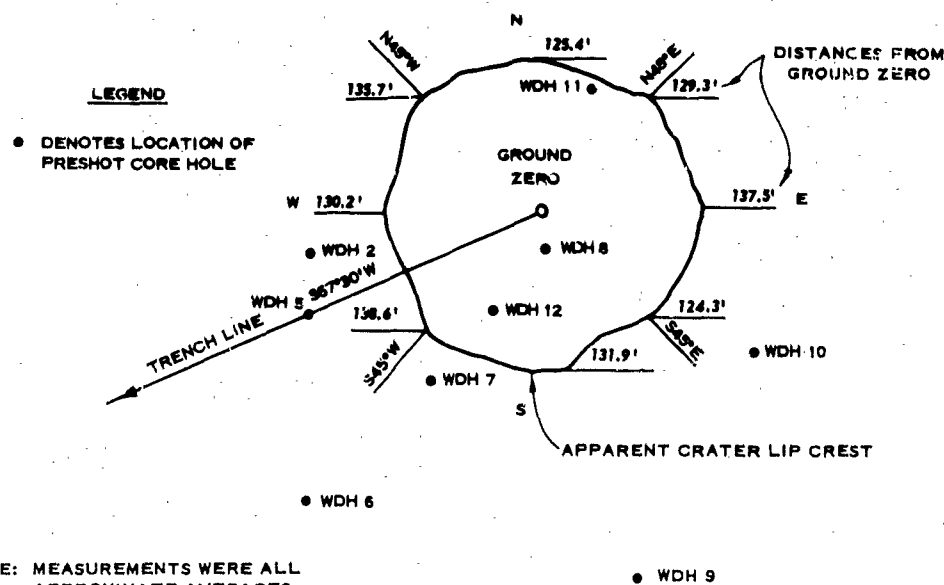 N
N45°W
125.4'
N45°E
DISTANCES FROM
GROUND ZERO
LEGEND
135.7'
WDH 11
129.3'
DENOTES LOCATION OF
PRESHOT CORE HOLE
GROUND
ZERO
W
130.2'
137.5'
E
WDH 2
WDH 8
S67°30'W
WDH 5
WDH 12
TRENCH LINE
138.6'
124.3'
S45°W
S45°E
131.9'
WDH 10
WDH 7
S
APPARENT CRATER LIP CREST
WDH 6
E: MEASUREMENTS WERE ALL
WDH 9